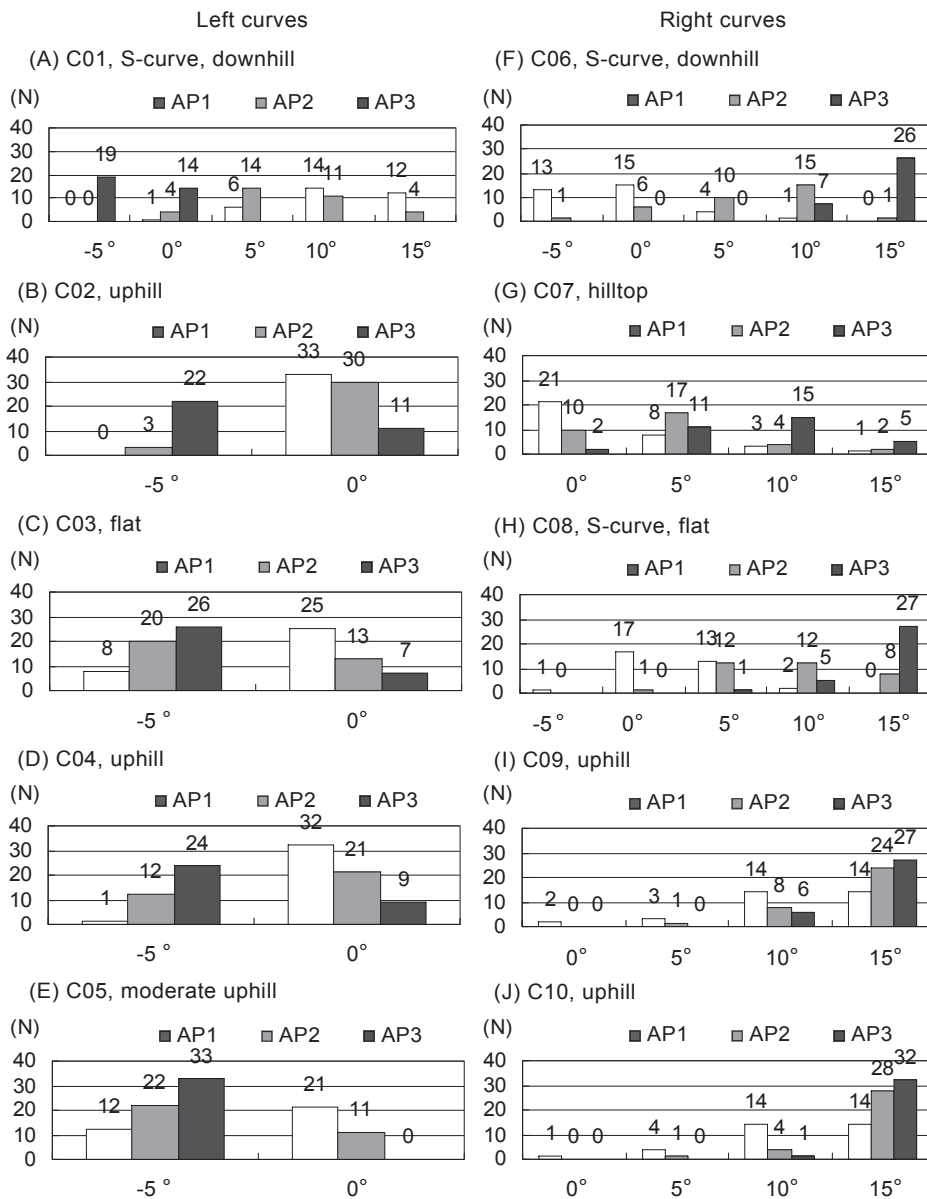 Left curves
Right curves
(A) C01, S-curve, downhill
(N)
■ AP1 ■ AP2 ■ AP3
40
30
20
10
0
0 0 19
1 4 14
6 14
14 11
12 4
-5 ° 0° 5° 10° 15°
(B) C02, uphill
(N)
■ AP1 ■ AP2 ■ AP3
40
30
20
10
0
0 3 22
33 30 11
-5 ° 0°
(C) C03, flat
(N)
■ AP1 ■ AP2 ■ AP3
40
30
20
10
0
8 20 26
25 13 7
-5 ° 0°
(D) C04, uphill
(N)
■ AP1 ■ AP2 ■ AP3
40
30
20
10
0
1 12 24
32 21 9
-5 ° 0°
(E) C05, moderate uphill
(N)
■ AP1 ■ AP2 ■ AP3
40
30
20
10
0
12 22 33
21 11 0
-5 ° 0°
(F) C06, S-curve, downhill
(N)
■ AP1 ■ AP2 ■ AP3
40
30
20
10
0
13 1
15 6 0
4 10 0
1 15 7
0 1 26
-5 ° 0° 5° 10° 15°
(G) C07, hilltop
(N)
■ AP1 ■ AP2 ■ AP3
40
30
20
10
0
21 10 2
8 17 11
3 4 15
1 2 5
0° 5° 10° 15°
(H) C08, S-curve, flat
(N)
■ AP1 ■ AP2 ■ AP3
40
30
20
10
0
1 0
17 1 0
13 12 1
2 12 5
0 8 27
-5 ° 0° 5° 10° 15°
(I) C09, uphill
(N)
■ AP1 ■ AP2 ■ AP3
40
30
20
10
0
2 0 0
3 1 0
14 8 6
14 24 27
0° 5° 10° 15°
(J) C10, uphill
(N)
■ AP1 ■ AP2 ■ AP3
40
30
20
10
0
1 0 0
4 1 0
14 4 1
14 28 32
0° 5° 10° 15°